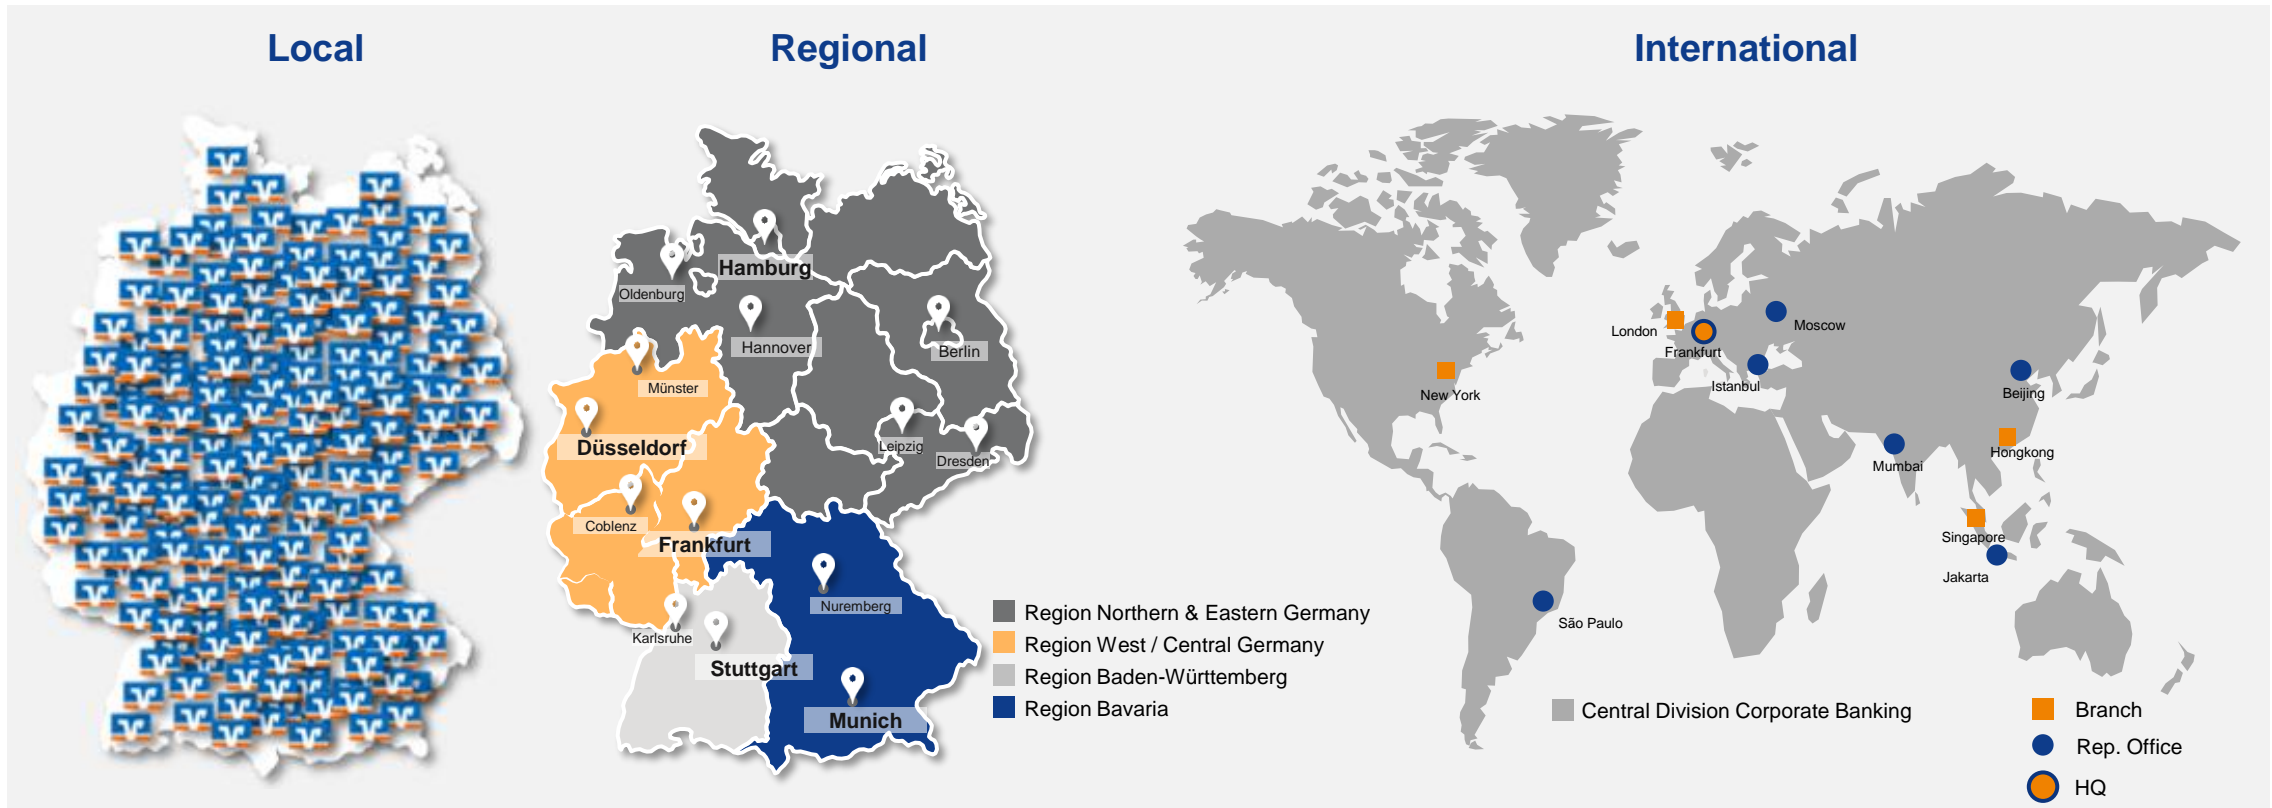 Local
Regional
International
Hamburg
Oldenburg
Hannover
Berlin
Münster
Düsseldorf
Leipzig
Dresden
Coblenz
Frankfurt
Nuremberg
Karlsruhe
Stuttgart
Munich
Region Northern & Eastern Germany
Region West / Central Germany
Region Baden-Württemberg
Region Bavaria
London
Moscow
Frankfurt
Istanbul
New York
Beijing
Hongkong
Mumbai
Singapore
Jakarta
São Paulo
Central Division Corporate Banking
Branch
Rep. Office
HQ